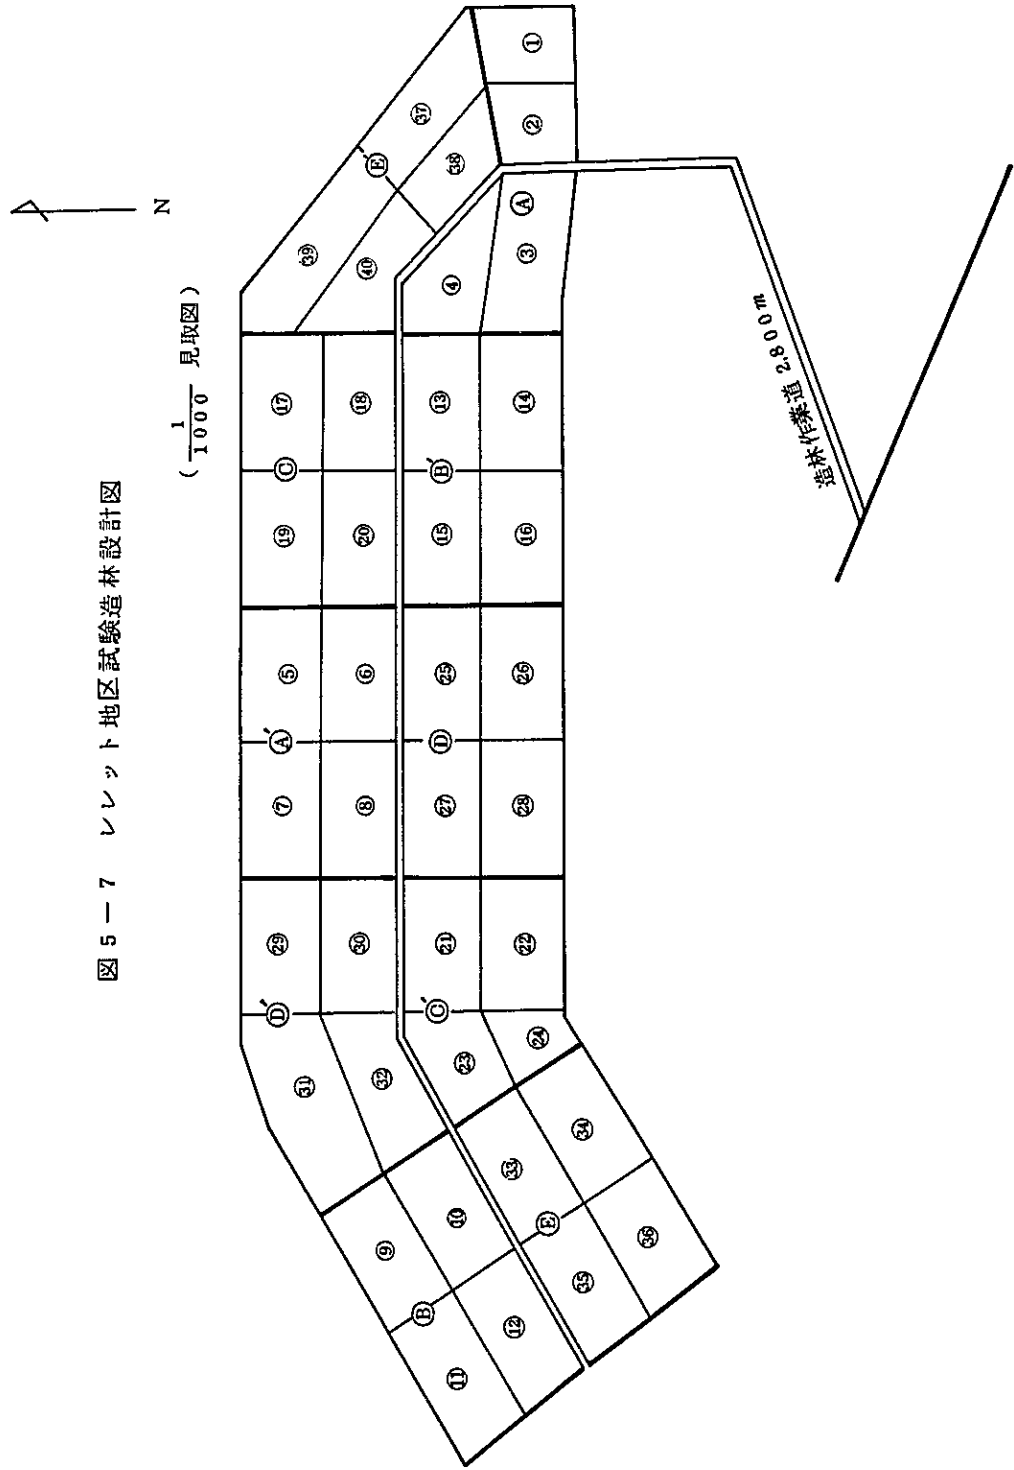 図5-7 レレット地区試験造林設計図
(1/1000 見取図)
N
① ② Ⓐ ③ ④
㊲ ㊳ Ⓔ′ ㊴ ㊵
⑰ ⑱ ⑬ ⑭
Ⓒ Ⓑ′
⑲ ⑳ ⑮ ⑯
⑤ ⑥ ㉕ ㉖
Ⓐ′ Ⓓ
⑦ ⑧ ㉗ ㉘
㉙ ㉚ ㉑ ㉒
Ⓓ′ Ⓒ′
㉛ ㉜ ㉓ ㉔
⑨ ⑩ ㉝ ㉞
Ⓑ Ⓔ
⑪ ⑫ ㉟ ㊱
造林作業道 2,800m